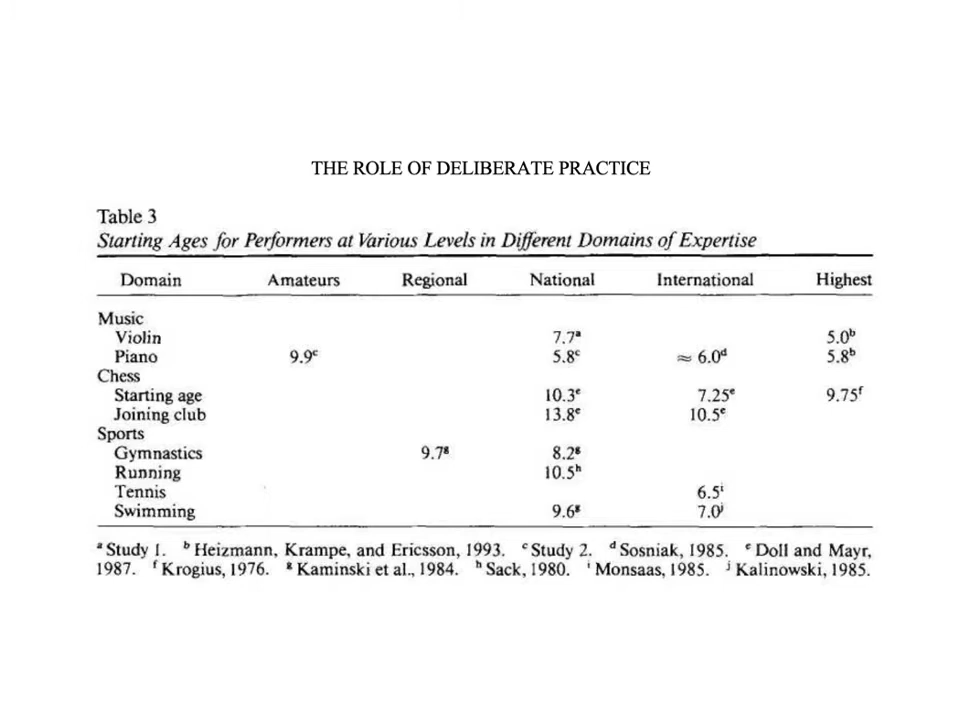 THE ROLE OF DELIBERATE PRACTICE
Table 3
Starting Ages for Performers at Various Levels in Different Domains of Expertise
Domain Amateurs Regional National International Highest
Music
Violin 7.7ᵃ 5.0ᵇ
Piano 9.9ᶜ 5.8ᶜ ≈ 6.0ᵈ 5.8ᵇ
Chess
Starting age 10.3ᵉ 7.25ᵉ 9.75ᶠ
Joining club 13.8ᵉ 10.5ᵉ
Sports
Gymnastics 9.7ᵍ 8.2ᵍ
Running 10.5ʰ
Tennis 6.5ⁱ
Swimming 9.6ᵍ 7.0ʲ
ᵃ Study 1. ᵇ Heizmann, Krampe, and Ericsson, 1993. ᶜ Study 2. ᵈ Sosniak, 1985. ᵉ Doll and Mayr,
1987. ᶠ Krogius, 1976. ᵍ Kaminski et al., 1984. ʰ Sack, 1980. ⁱ Monsaas, 1985. ʲ Kalinowski, 1985.